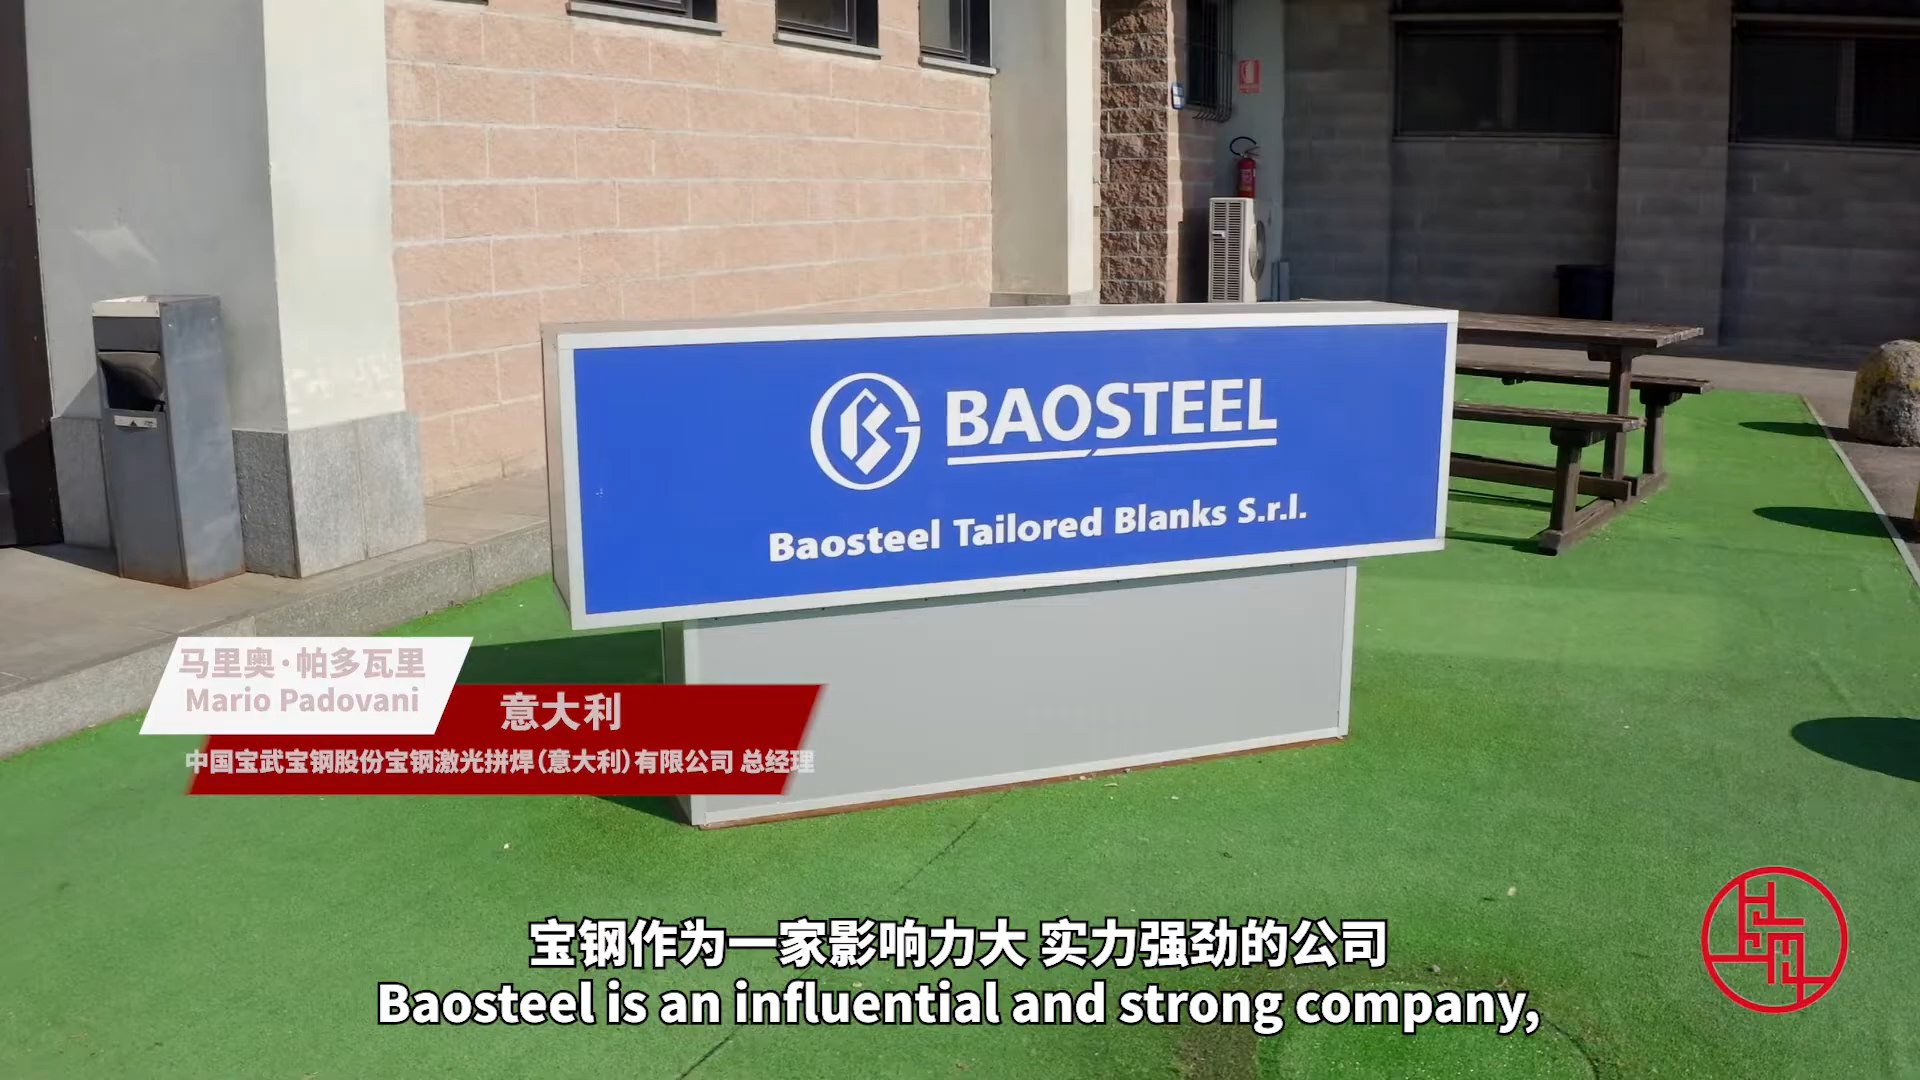 BAOSTEEL
Baosteel Tailored Blanks S.r.l.
马里奥·帕多瓦里
Mario Padovani
意大利
中国宝武宝钢股份宝钢激光拼焊(意大利)有限公司 总经理
宝钢作为一家影响力大 实力强劲的公司
Baosteel is an influential and strong company,